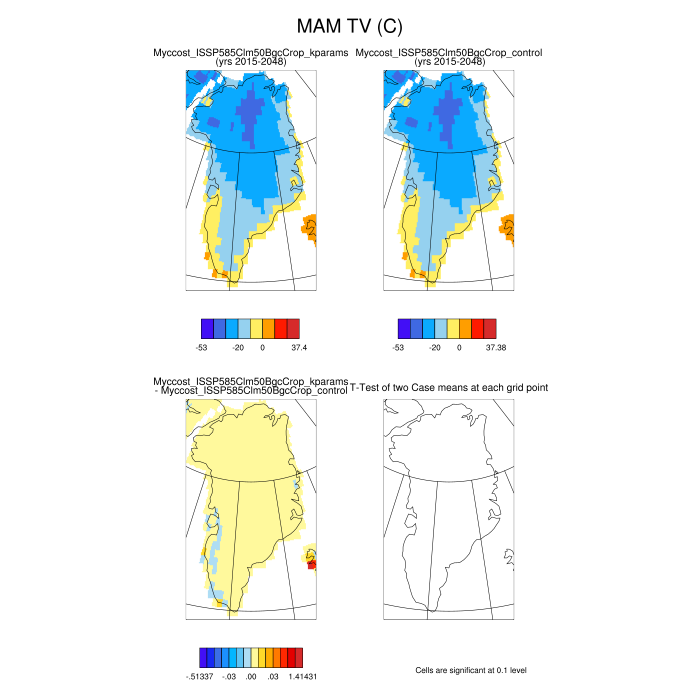 MAM TV (C)
Myccost_ISSP585Clm50BgcCrop_kparams
(yrs 2015-2048)
Myccost_ISSP585Clm50BgcCrop_control
(yrs 2015-2048)
-53 -20 0 37.4
-53 -20 0 37.38
Myccost_ISSP585Clm50BgcCrop_kparams
- Myccost_ISSP585Clm50BgcCrop_control
T-Test of two Case means at each grid point
-.51337 -.03 .00 .03 1.41431
Cells are significant at 0.1 level